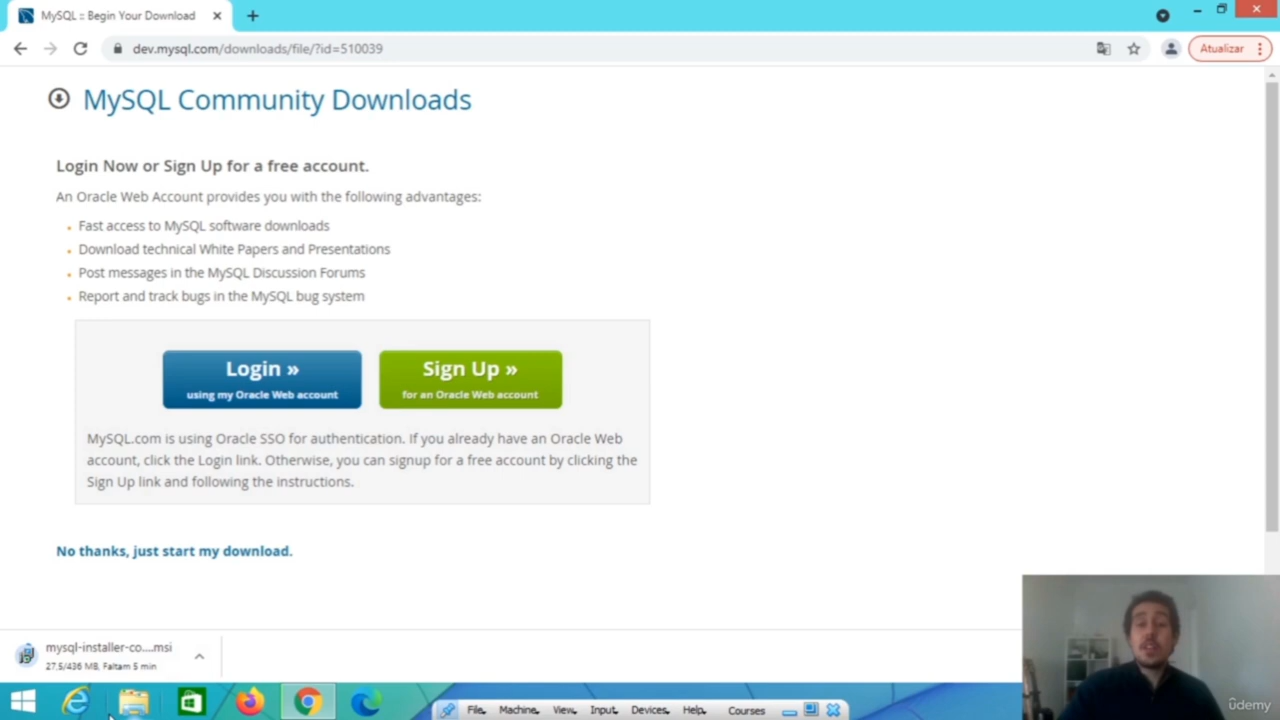 MySQL :: Begin Your Download
dev.mysql.com/downloads/file/?id=510039
Atualizar
MySQL Community Downloads
Login Now or Sign Up for a free account.
An Oracle Web Account provides you with the following advantages:
Fast access to MySQL software downloads
Download technical White Papers and Presentations
Post messages in the MySQL Discussion Forums
Report and track bugs in the MySQL bug system
Login »
using my Oracle Web account
Sign Up »
for an Oracle Web account
MySQL.com is using Oracle SSO for authentication. If you already have an Oracle Web
account, click the Login link. Otherwise, you can signup for a free account by clicking the
Sign Up link and following the instructions.
No thanks, just start my download.
mysql-installer-co....msi
27,5/436 MB, Faltam 5 min
File Machine View Input Devices Help Courses
ûdemy